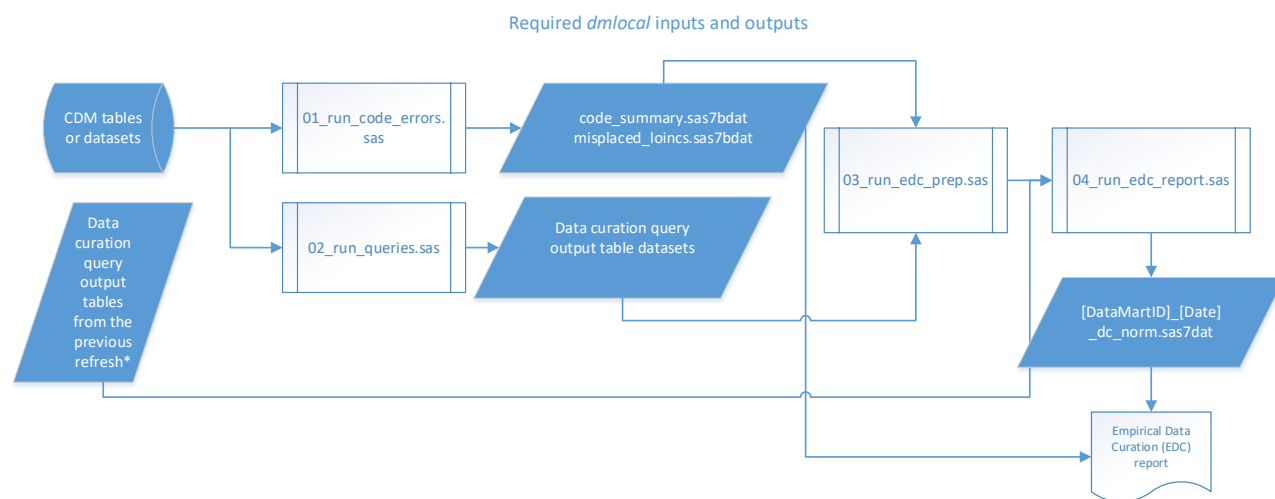 Required dmlocal inputs and outputs
CDM tables
or datasets
01_run_code_errors.
sas
code_summary.sas7bdat
misplaced_loincs.sas7bdat
03_run_edc_prep.sas
04_run_edc_report.sas
Data
curation
query
output
tables
from the
previous
refresh*
02_run_queries.sas
Data curation query
output table datasets
[DataMartID]_[Date]
_dc_norm.sas7dat
Empirical Data
Curation (EDC)
report